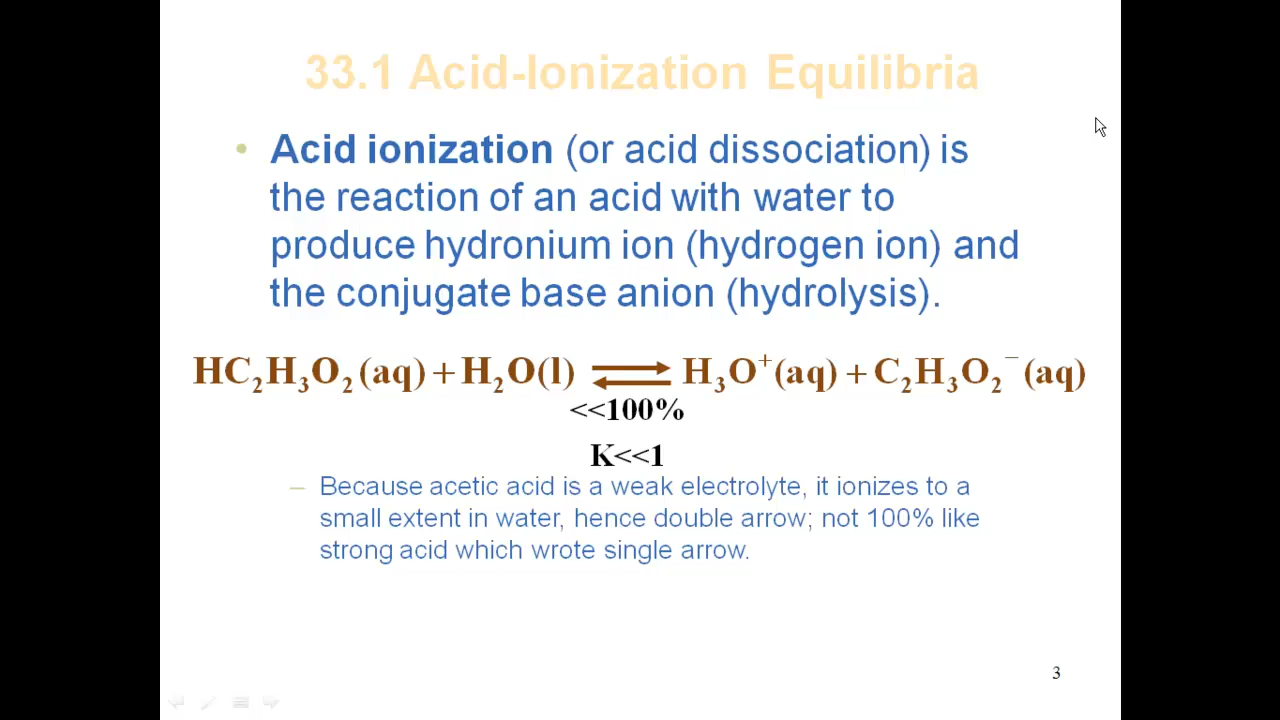 33.1 Acid-Ionization Equilibria
• Acid ionization (or acid dissociation) is
the reaction of an acid with water to
produce hydronium ion (hydrogen ion) and
the conjugate base anion (hydrolysis).
HC₂H₃O₂(aq) + H₂O(l) ⇌ H₃O⁺(aq) + C₂H₃O₂⁻(aq)
<<100%
K<<1
– Because acetic acid is a weak electrolyte, it ionizes to a
small extent in water, hence double arrow; not 100% like
strong acid which wrote single arrow.
3